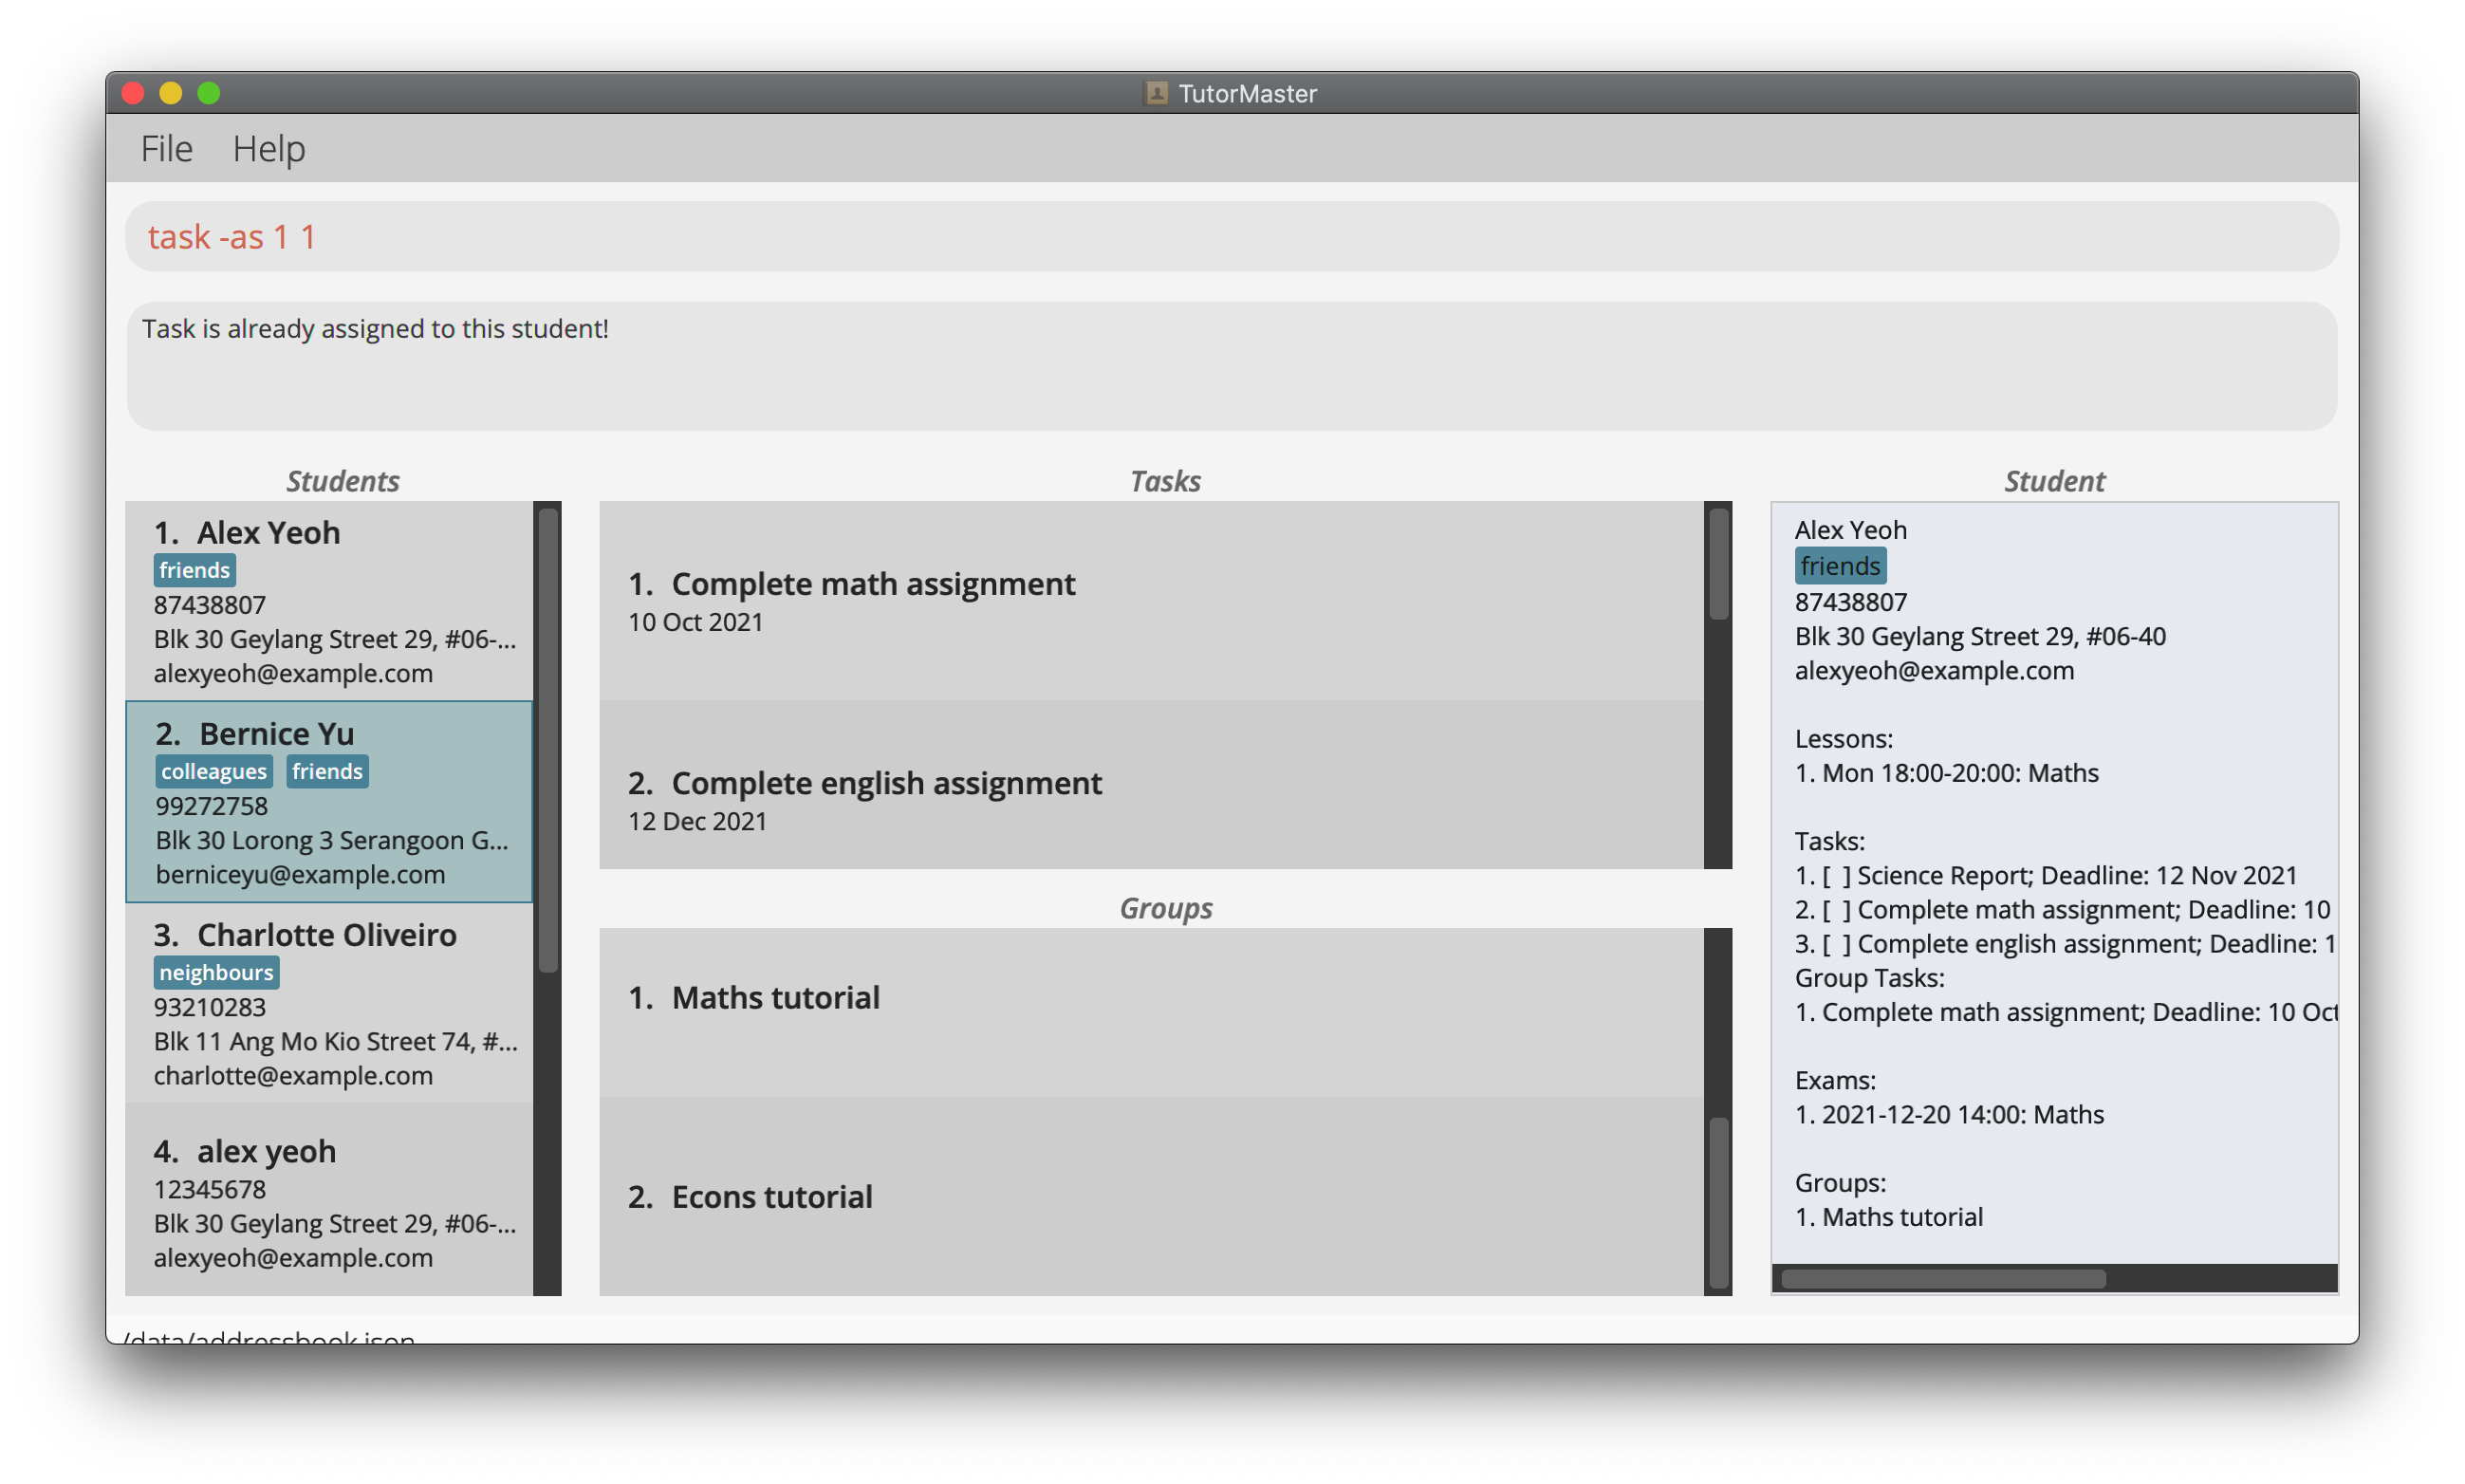 TutorMaster
File Help
task -as 1 1
Task is already assigned to this student!
Students
1. Alex Yeoh
friends
87438807
Blk 30 Geylang Street 29, #06-...
alexyeoh@example.com
2. Bernice Yu
colleagues friends
99272758
Blk 30 Lorong 3 Serangoon G...
berniceyu@example.com
3. Charlotte Oliveiro
neighbours
93210283
Blk 11 Ang Mo Kio Street 74, #...
charlotte@example.com
4. alex yeoh
12345678
Blk 30 Geylang Street 29, #06-...
alexyeoh@example.com
Tasks
1. Complete math assignment
10 Oct 2021
2. Complete english assignment
12 Dec 2021
Groups
1. Maths tutorial
2. Econs tutorial
Student
Alex Yeoh
friends
87438807
Blk 30 Geylang Street 29, #06-40
alexyeoh@example.com
Lessons:
1. Mon 18:00-20:00: Maths
Tasks:
1. [ ] Science Report; Deadline: 12 Nov 2021
2. [ ] Complete math assignment; Deadline: 10
3. [ ] Complete english assignment; Deadline: 1
Group Tasks:
1. Complete math assignment; Deadline: 10 Oct
Exams:
1. 2021-12-20 14:00: Maths
Groups:
1. Maths tutorial
/data/addressbook.json